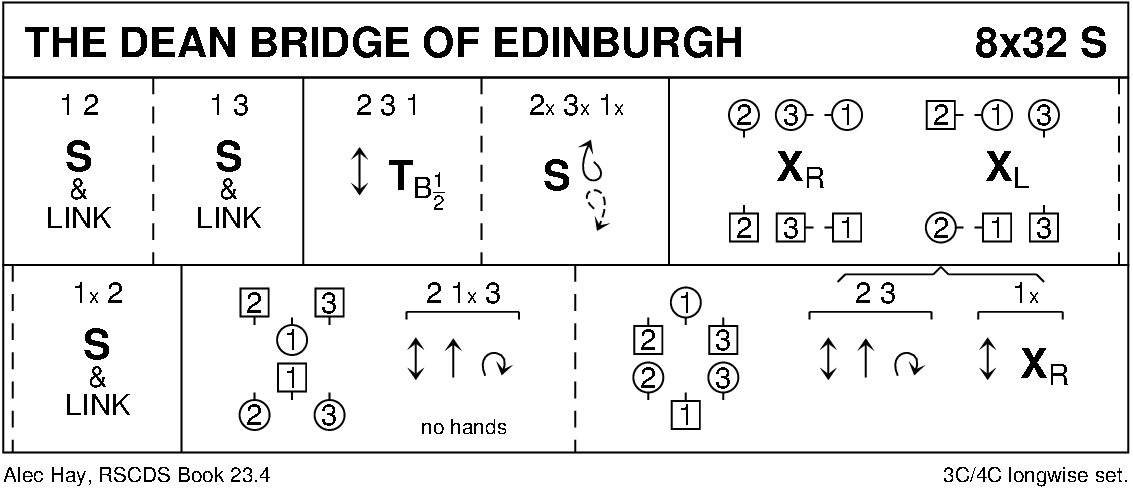 THE DEAN BRIDGE OF EDINBURGH 8x32 S
1 2
S
&
LINK
1 3
S
&
LINK
2 3 1
T B½
2x 3x 1x
S
2 3 1
XR
2 3 1
2 1 3
XL
2 1 3
1x 2
S
&
LINK
2 3
1
1
2 3
2 1x 3
no hands
1
2 3
2 3
1
2 3
1x
XR
Alec Hay, RSCDS Book 23.4 3C/4C longwise set.